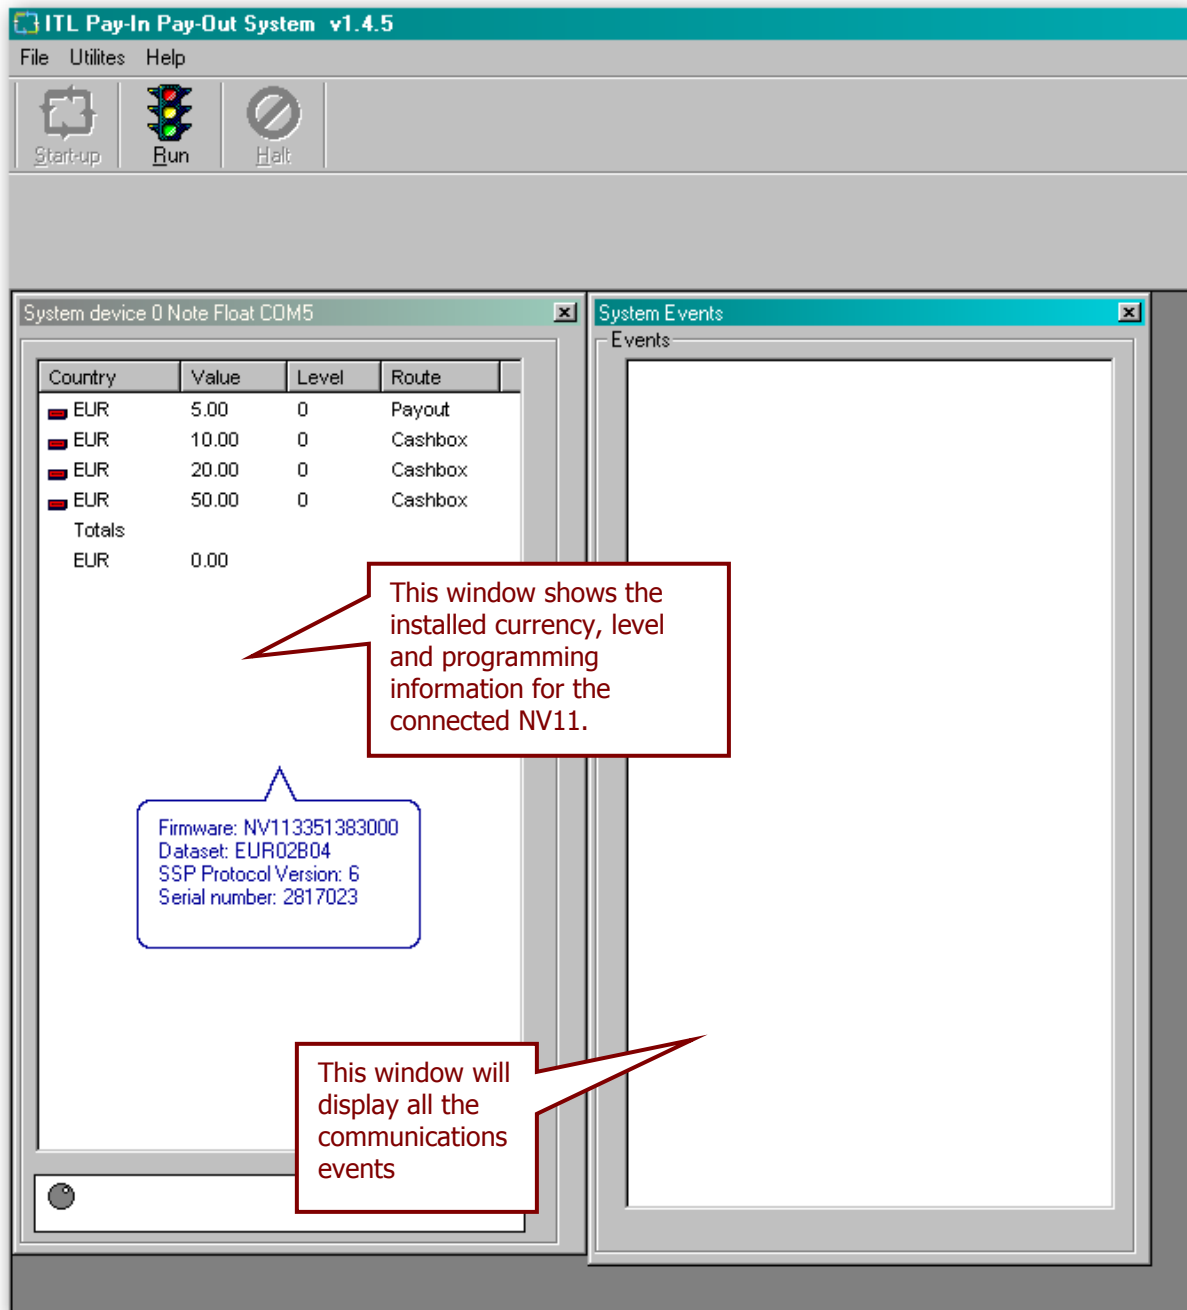 ITL Pay-In Pay-Out System v1.4.5
File Utilites Help
Start-up Run Halt
System device 0 Note Float COM5
Country Value Level Route
EUR 5.00 0 Payout
EUR 10.00 0 Cashbox
EUR 20.00 0 Cashbox
EUR 50.00 0 Cashbox
Totals
EUR 0.00
This window shows the
installed currency, level
and programming
information for the
connected NV11.
Firmware: NV113351383000
Dataset: EUR02B04
SSP Protocol Version: 6
Serial number: 2817023
This window will
display all the
communications
events
System Events
Events